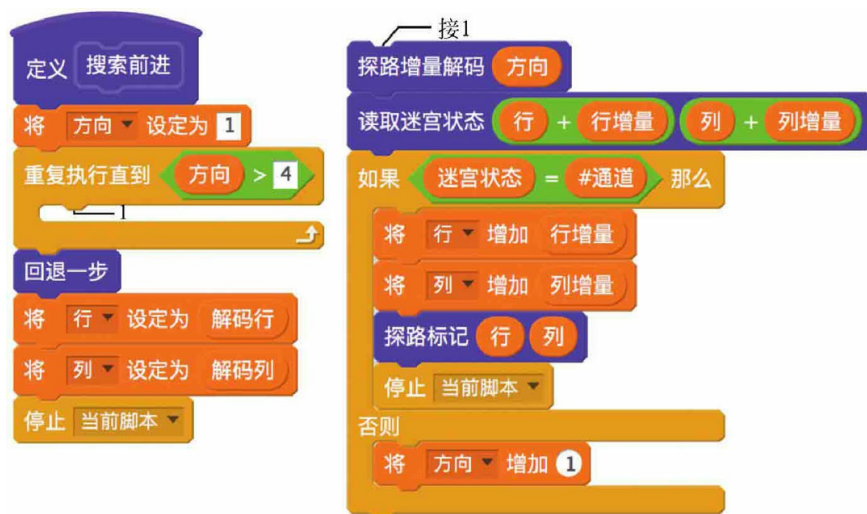 定义 搜索前进
将 方向 设定为 1
重复执行直到 方向 > 4
1
回退一步
将 行 设定为 解码行
将 列 设定为 解码列
停止 当前脚本
接1
探路增量解码 方向
读取迷宫状态 行 + 行增量 列 + 列增量
如果 迷宫状态 = #通道 那么
将 行 增加 行增量
将 列 增加 列增量
探路标记 行 列
停止 当前脚本
否则
将 方向 增加 1